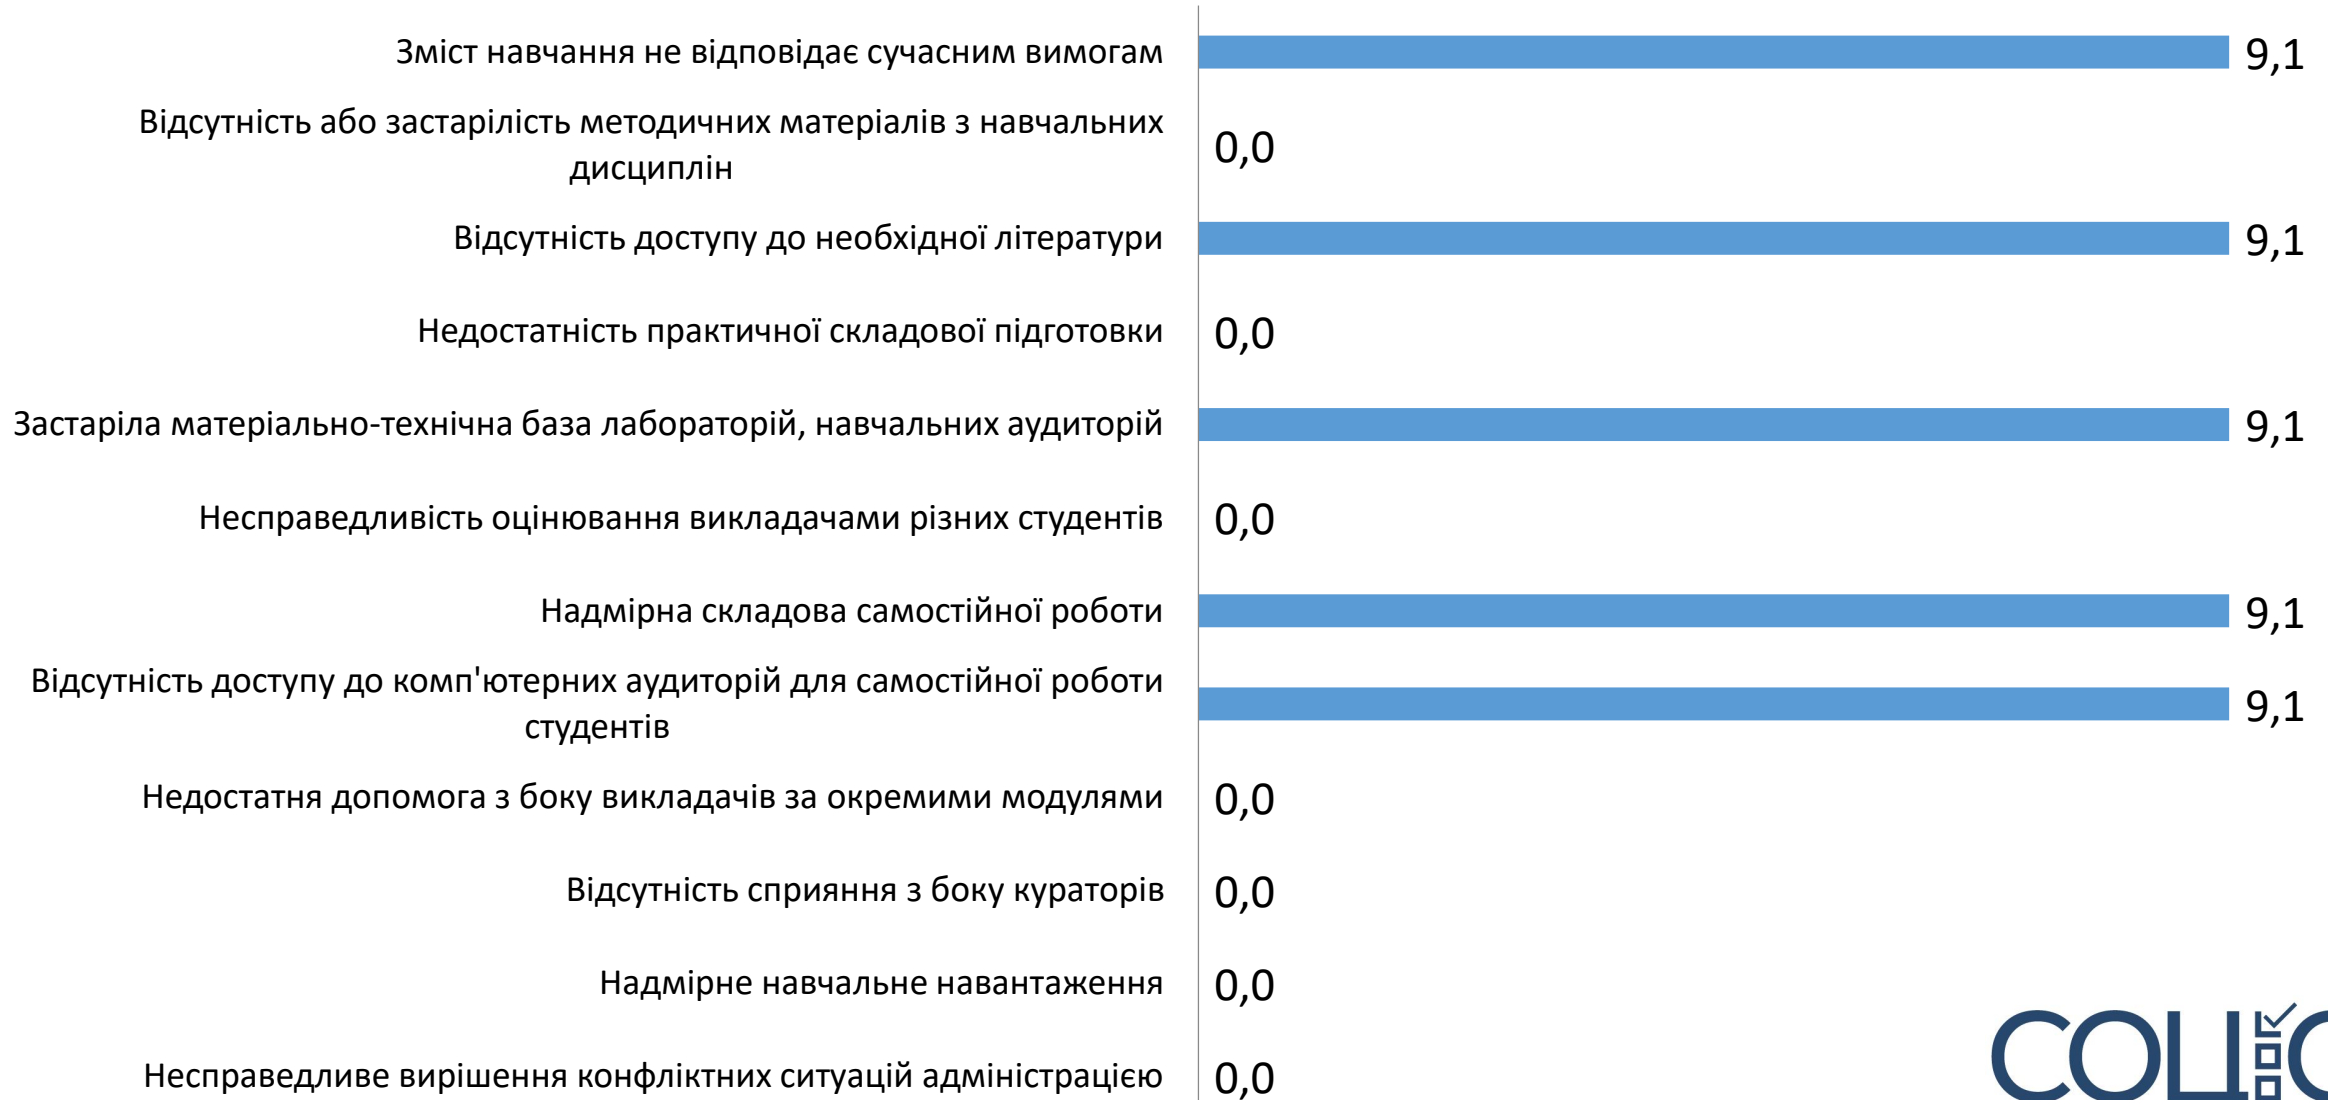 Зміст навчання не відповідає сучасним вимогам 9,1
Відсутність або застарілість методичних матеріалів з навчальних
дисциплін 0,0
Відсутність доступу до необхідної літератури 9,1
Недостатність практичної складової підготовки 0,0
Застаріла матеріально-технічна база лабораторій, навчальних аудиторій 9,1
Несправедливість оцінювання викладачами різних студентів 0,0
Надмірна складова самостійної роботи 9,1
Відсутність доступу до комп'ютерних аудиторій для самостійної роботи
студентів 9,1
Недостатня допомога з боку викладачів за окремими модулями 0,0
Відсутність сприяння з боку кураторів 0,0
Надмірне навчальне навантаження 0,0
Несправедливе вирішення конфліктних ситуацій адміністрацією 0,0